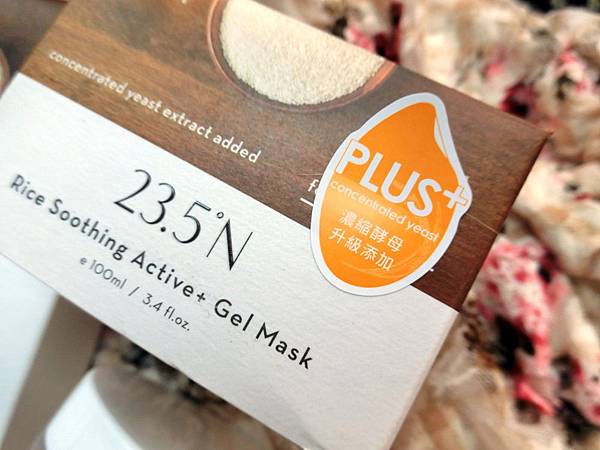 concentrated yeast extract added
PLUS+
concentrated yeast
濃縮酵母
升級添加
23.5°N
Rice Soothing Active+ Gel Mask
e 100ml / 3.4 fl.oz.